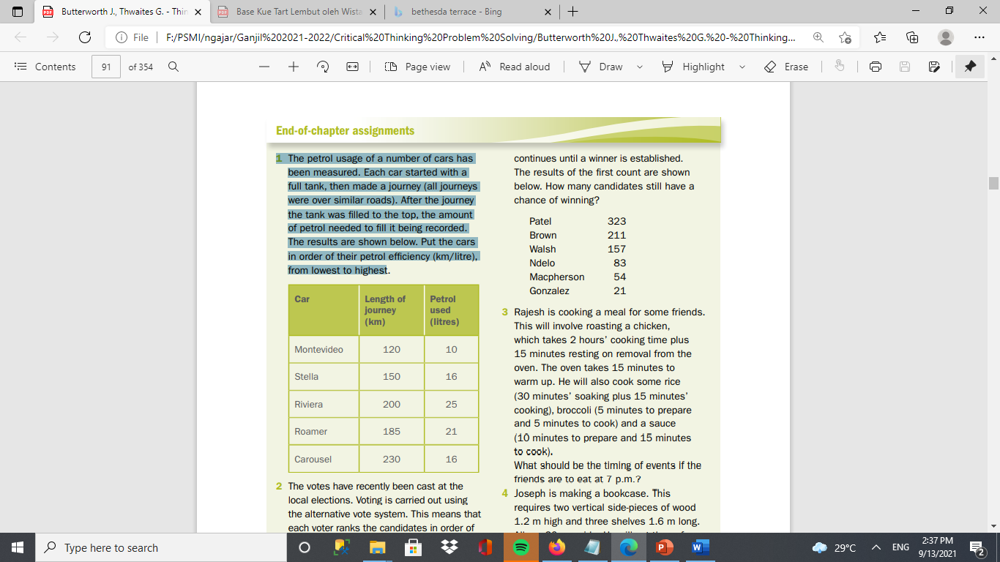 Butterworth J., Thwaites G. - Thin
Base Kue Tart Lembut oleh Wista
bethesda terrace - Bing
File
F:/PSMI/ngajar/Ganjil%202021-2022/Critical%20Thinking%20Problem%20Solving/Butterworth%20J.,%20Thwaites%20G.%20-%20Thinking...
Contents
91
of 354
Page view
Read aloud
Draw
Highlight
Erase
End-of-chapter assignments
1 The petrol usage of a number of cars has
been measured. Each car started with a
full tank, then made a journey (all journeys
were over similar roads). After the journey
the tank was filled to the top, the amount
of petrol needed to fill it being recorded.
The results are shown below. Put the cars
in order of their petrol efficiency (km/litre),
from lowest to highest.
Car Length of journey (km) Petrol used (litres)
Montevideo 120 10
Stella 150 16
Riviera 200 25
Roamer 185 21
Carousel 230 16
2 The votes have recently been cast at the
local elections. Voting is carried out using
the alternative vote system. This means that
each voter ranks the candidates in order of
continues until a winner is established.
The results of the first count are shown
below. How many candidates still have a
chance of winning?
Patel 323
Brown 211
Walsh 157
Ndelo 83
Macpherson 54
Gonzalez 21
3 Rajesh is cooking a meal for some friends.
This will involve roasting a chicken,
which takes 2 hours' cooking time plus
15 minutes resting on removal from the
oven. The oven takes 15 minutes to
warm up. He will also cook some rice
(30 minutes' soaking plus 15 minutes'
cooking), broccoli (5 minutes to prepare
and 5 minutes to cook) and a sauce
(10 minutes to prepare and 15 minutes
to cook).
What should be the timing of events if the
friends are to eat at 7 p.m.?
4 Joseph is making a bookcase. This
requires two vertical side-pieces of wood
1.2 m high and three shelves 1.6 m long.
Type here to search
29°C
ENG
2:37 PM
9/13/2021
2